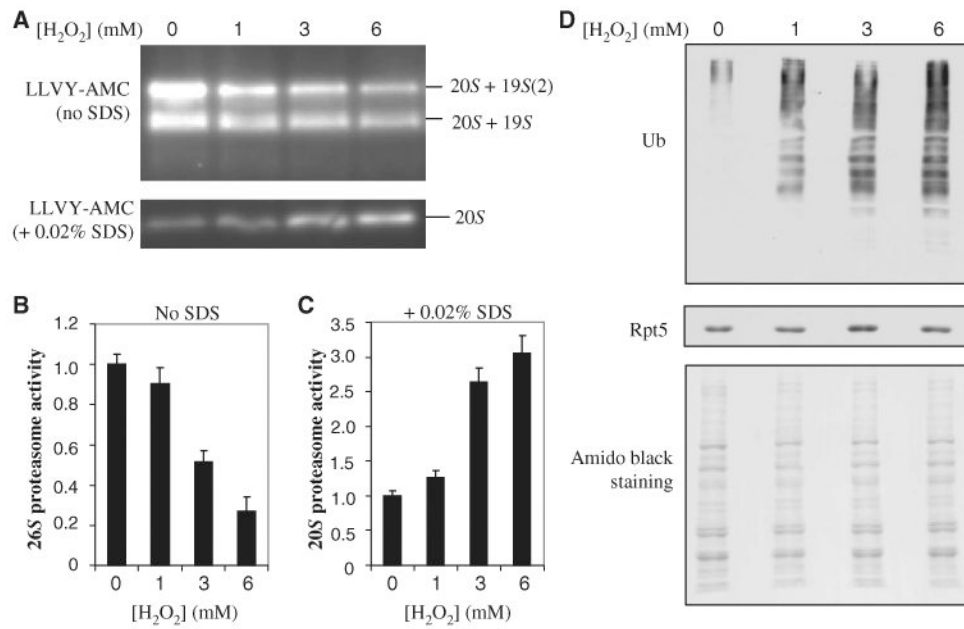 A
[H₂O₂] (mM) 0 1 3 6
LLVY-AMC
(no SDS)
20S + 19S(2)
20S + 19S
LLVY-AMC
(+ 0.02% SDS)
20S
B
No SDS
26S proteasome activity
1.2
1.0
0.8
0.6
0.4
0.2
0
0 1 3 6
[H₂O₂] (mM)
C
+ 0.02% SDS
20S proteasome activity
3.5
3.0
2.5
2.0
1.5
1.0
0.5
0
0 1 3 6
[H₂O₂] (mM)
D
[H₂O₂] (mM) 0 1 3 6
Ub
Rpt5
Amido black
staining